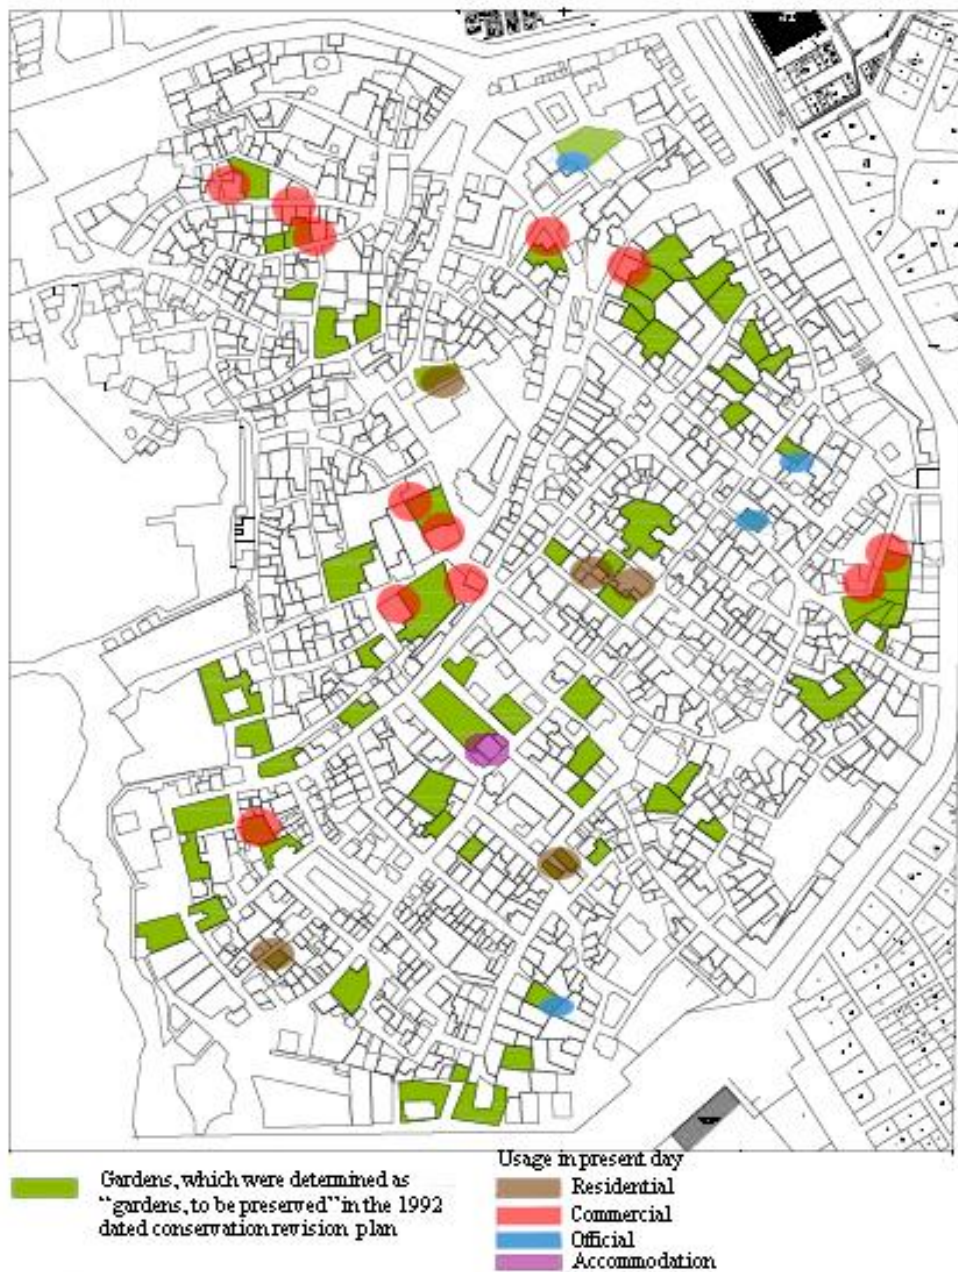 Gardens, which were determined as
“gardens, to be preserved” in the 1992
dated conservation revision plan
Usage in present day
Residential
Commercial
Official
Accommodation